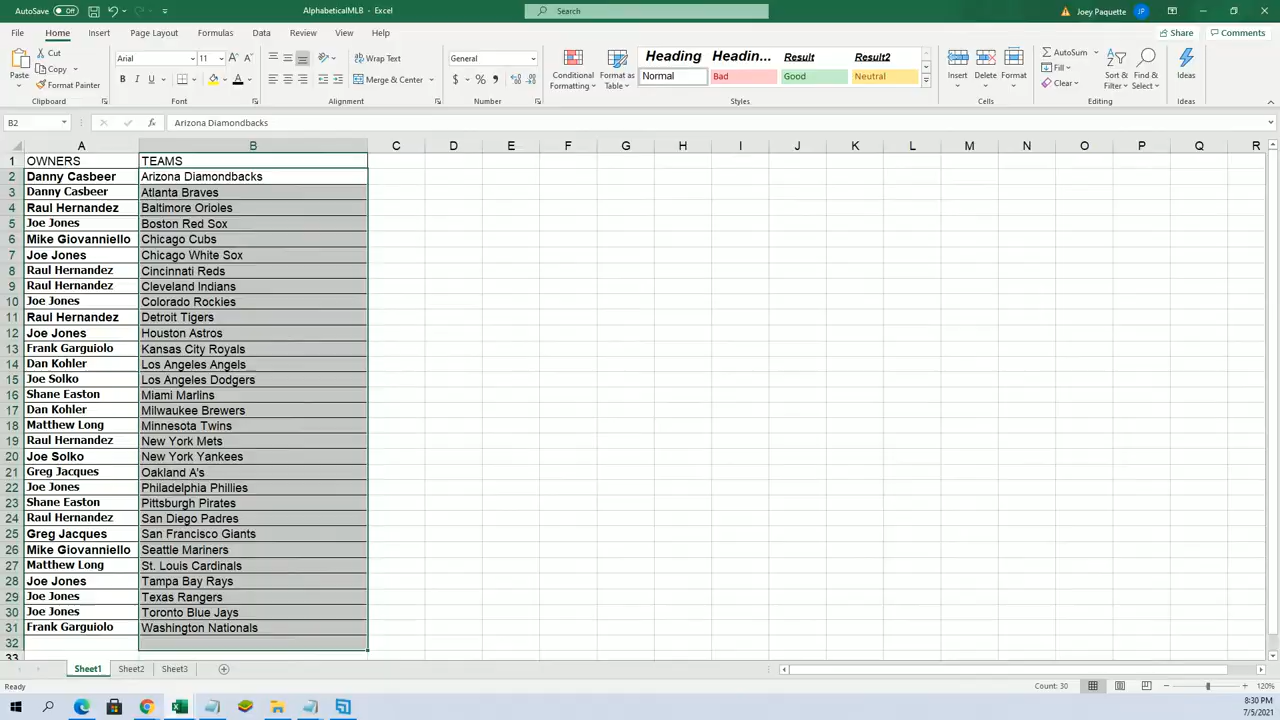 AutoSave Off AlphabeticalMLB - Excel Search Joey Paquette JP
File Home Insert Page Layout Formulas Data Review View Help Share Comments
Paste Cut Copy Format Painter Clipboard
Arial 11 A A B I U A Font
Wrap Text Merge & Center Alignment
General $ % 9 Number
Conditional Formatting Format as Table
Heading Headin... Result Result2
Normal Bad Good Neutral
Styles
Insert Delete Format Cells
AutoSum Fill Clear Sort & Filter Find & Select Editing
Ideas Ideas
B2 fx Arizona Diamondbacks
A B C D E F G H I J K L M N O P Q R
1 OWNERS TEAMS
2 Danny Casbeer Arizona Diamondbacks
3 Danny Casbeer Atlanta Braves
4 Raul Hernandez Baltimore Orioles
5 Joe Jones Boston Red Sox
6 Mike Giovanniello Chicago Cubs
7 Joe Jones Chicago White Sox
8 Raul Hernandez Cincinnati Reds
9 Raul Hernandez Cleveland Indians
10 Joe Jones Colorado Rockies
11 Raul Hernandez Detroit Tigers
12 Joe Jones Houston Astros
13 Frank Garguiolo Kansas City Royals
14 Dan Kohler Los Angeles Angels
15 Joe Solko Los Angeles Dodgers
16 Shane Easton Miami Marlins
17 Dan Kohler Milwaukee Brewers
18 Matthew Long Minnesota Twins
19 Raul Hernandez New York Mets
20 Joe Solko New York Yankees
21 Greg Jacques Oakland A's
22 Joe Jones Philadelphia Phillies
23 Shane Easton Pittsburgh Pirates
24 Raul Hernandez San Diego Padres
25 Greg Jacques San Francisco Giants
26 Mike Giovanniello Seattle Mariners
27 Matthew Long St. Louis Cardinals
28 Joe Jones Tampa Bay Rays
29 Joe Jones Texas Rangers
30 Joe Jones Toronto Blue Jays
31 Frank Garguiolo Washington Nationals
32
33
Sheet1 Sheet2 Sheet3
Ready Count: 30 120%
8:30 PM
7/5/2021